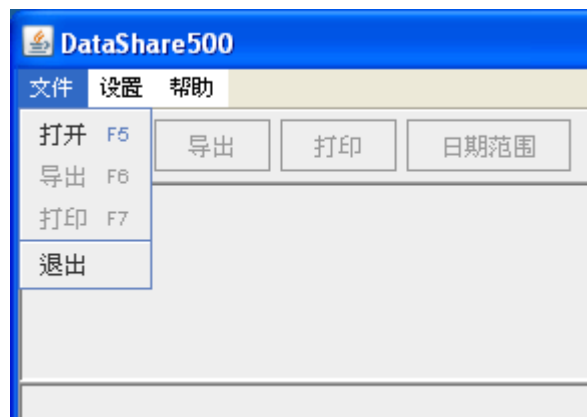 DataShare500
文件 设置 帮助
打开 F5
导出 F6
打印 F7
退出
导出 打印 日期范围